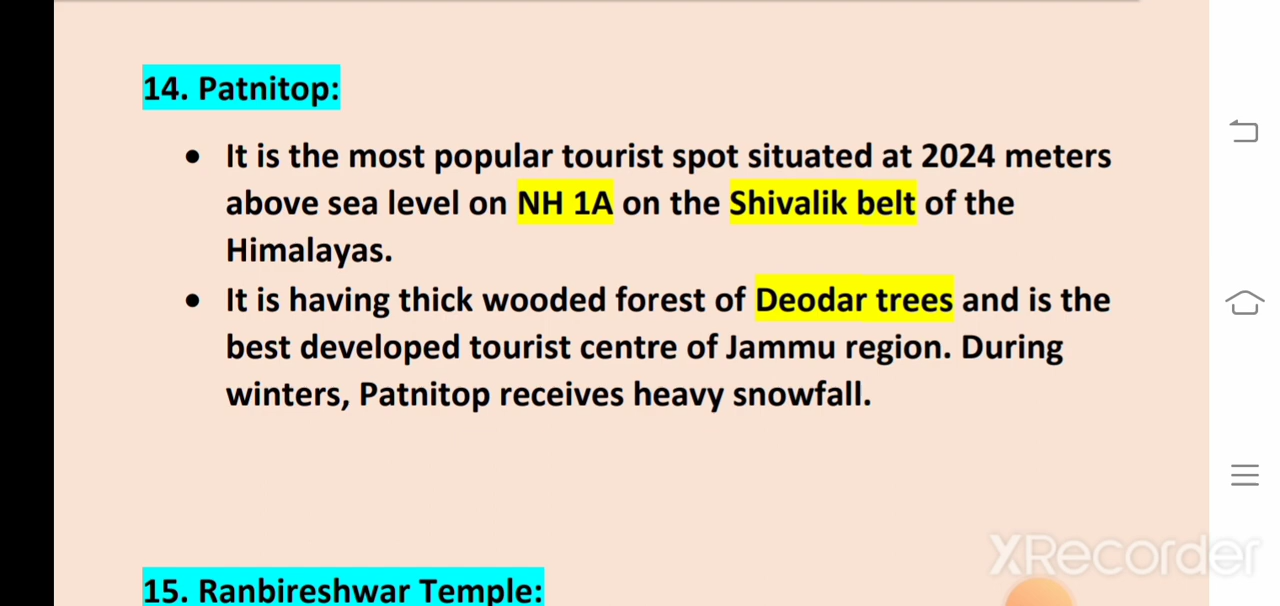 14. Patnitop:
• It is the most popular tourist spot situated at 2024 meters
above sea level on NH 1A on the Shivalik belt of the
Himalayas.
• It is having thick wooded forest of Deodar trees and is the
best developed tourist centre of Jammu region. During
winters, Patnitop receives heavy snowfall.
XRecorder
15. Ranbireshwar Temple: